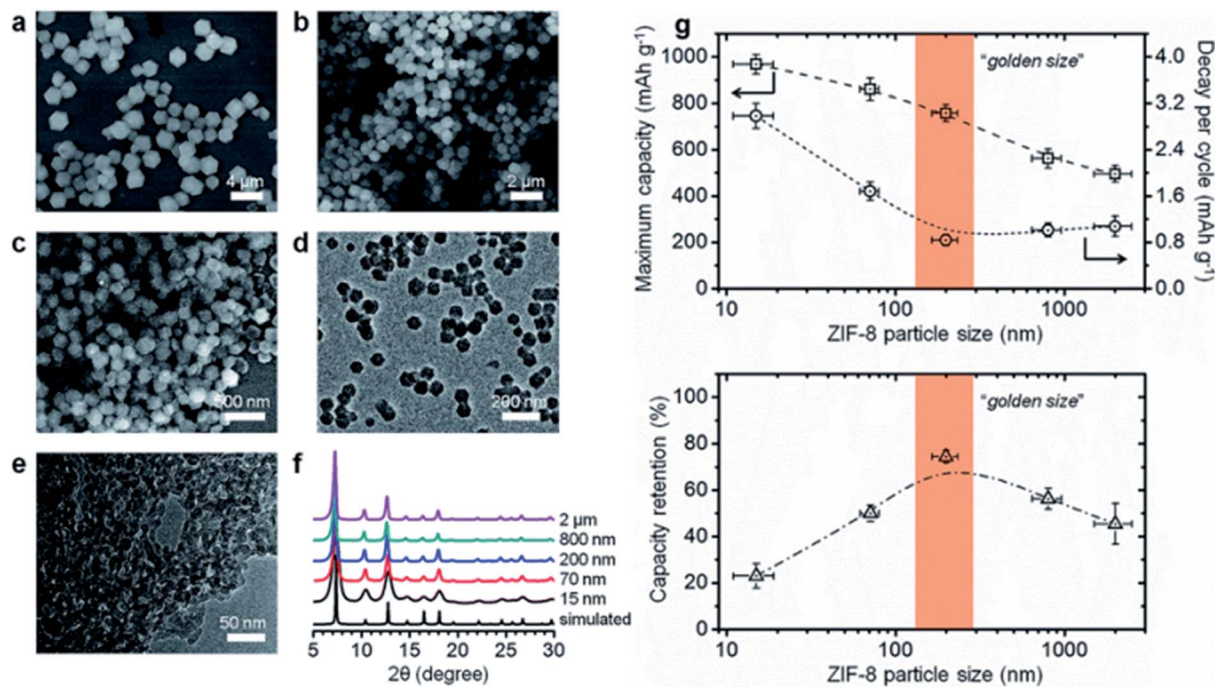 a
4 µm
b
2 µm
c
500 nm
d
200 nm
e
50 nm
f
2 µm
800 nm
200 nm
70 nm
15 nm
simulated
5 10 15 20 25 30
2θ (degree)
g
Maximum capacity (mAh g⁻¹)
1000
800
600
400
200
0
"golden size"
4.0
3.2
2.4
1.6
0.8
0.0
Decay per
cycle (mAh g⁻¹)
10 100 1000
ZIF-8 particle size (nm)
Capacity retention (%)
100
80
60
40
20
0
"golden size"
10 100 1000
ZIF-8 particle size (nm)